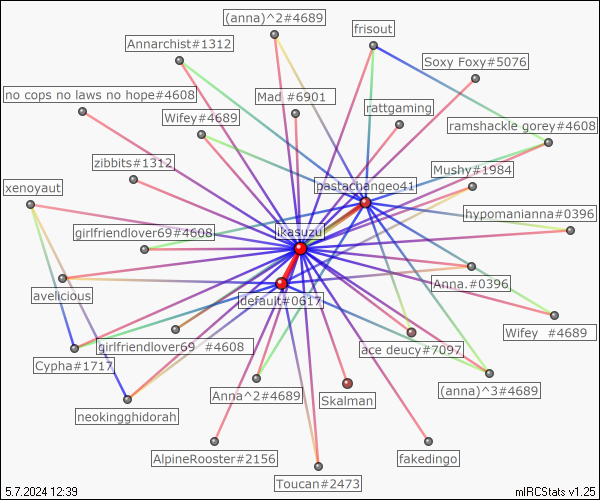 (anna)^2#4689
frisout
Annarchist#1312
Soxy Foxy#5076
no cops no laws no hope#4608
Mad #6901
rattgaming
Wifey#4689
ramshackle gorey#4608
zibbits#1312
Mushy#1984
xenoyaut
pastachangeo41
hypomanianna#0396
girlfriendlover69#4608
ikasuzu
Anna.#0396
avelicious
default#0617
Wifey  #4689
girlfriendlover69  #4608
ace deucy#7097
Cypha#1717
Anna^2#4689
Skalman
(anna)^3#4689
neokingghidorah
AlpineRooster#2156
fakedingo
Toucan#2473
5.7.2024 12:39
mIRCStats v1.25